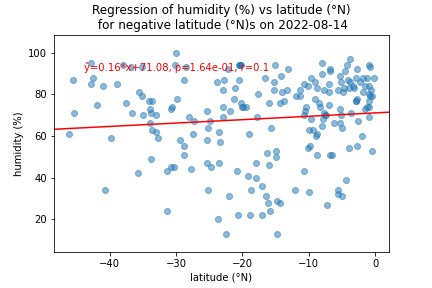 Regression of humidity (%) vs latitude (°N)
for negative latitude (°N)s on 2022-08-14
100
80
60
40
20
humidity (%)
ŷ=0.16*x+71.08, p=1.64e-01, r=0.1
−40
−30
−20
−10
0
latitude (°N)